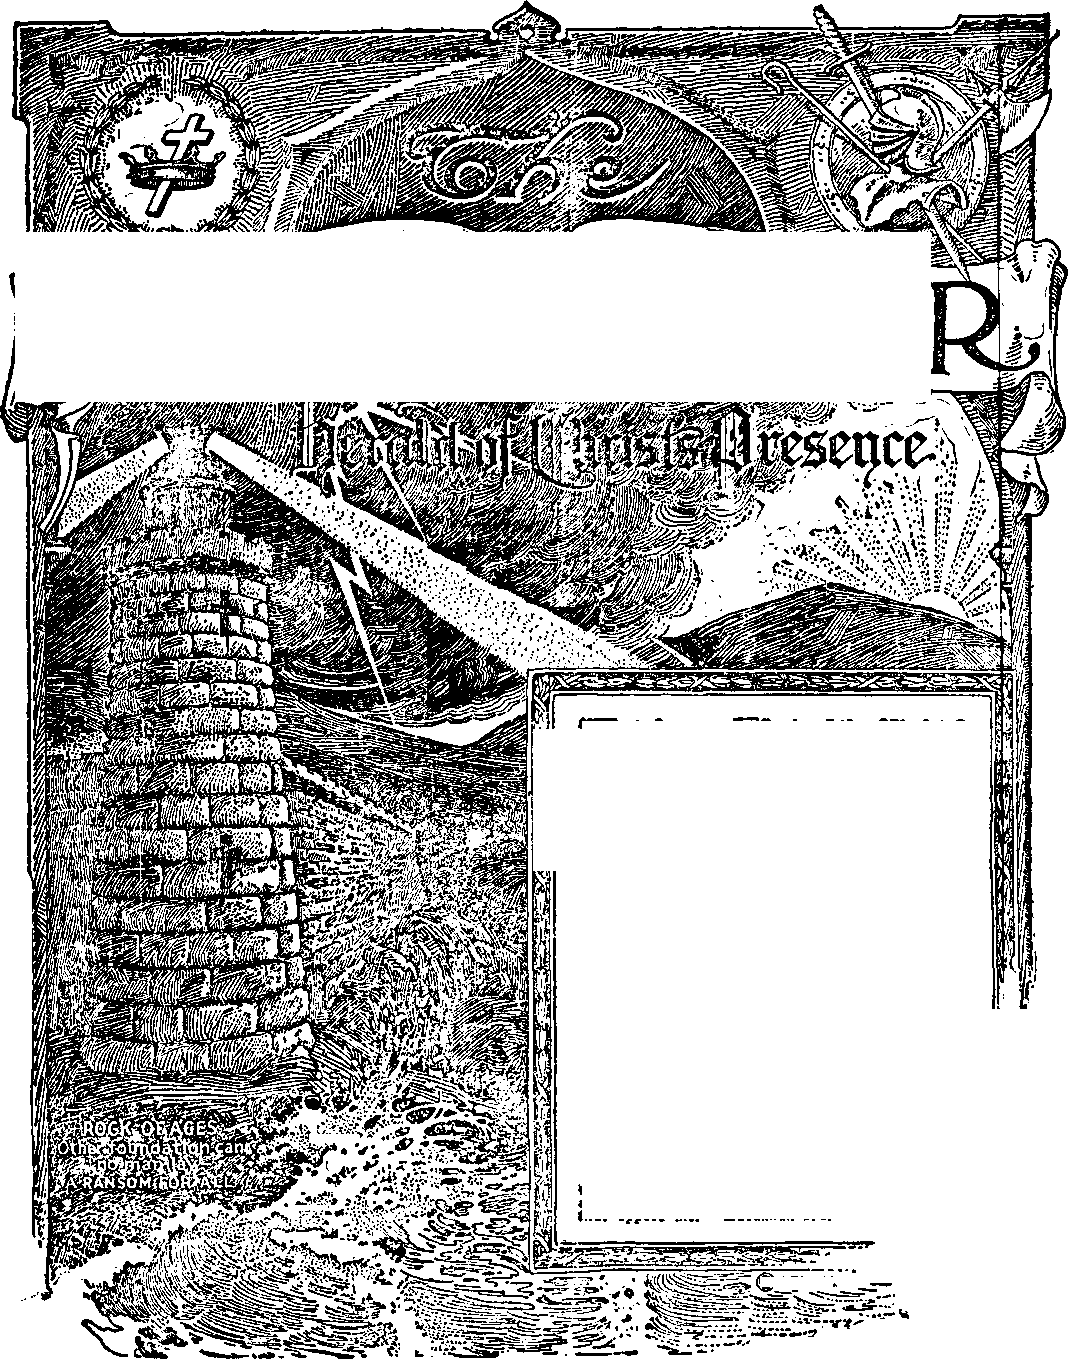 The
R.
Herald of Christ's Presence
ROCK OF AGES
Other foundation can
no man lay
A RANSOM FOR ALL